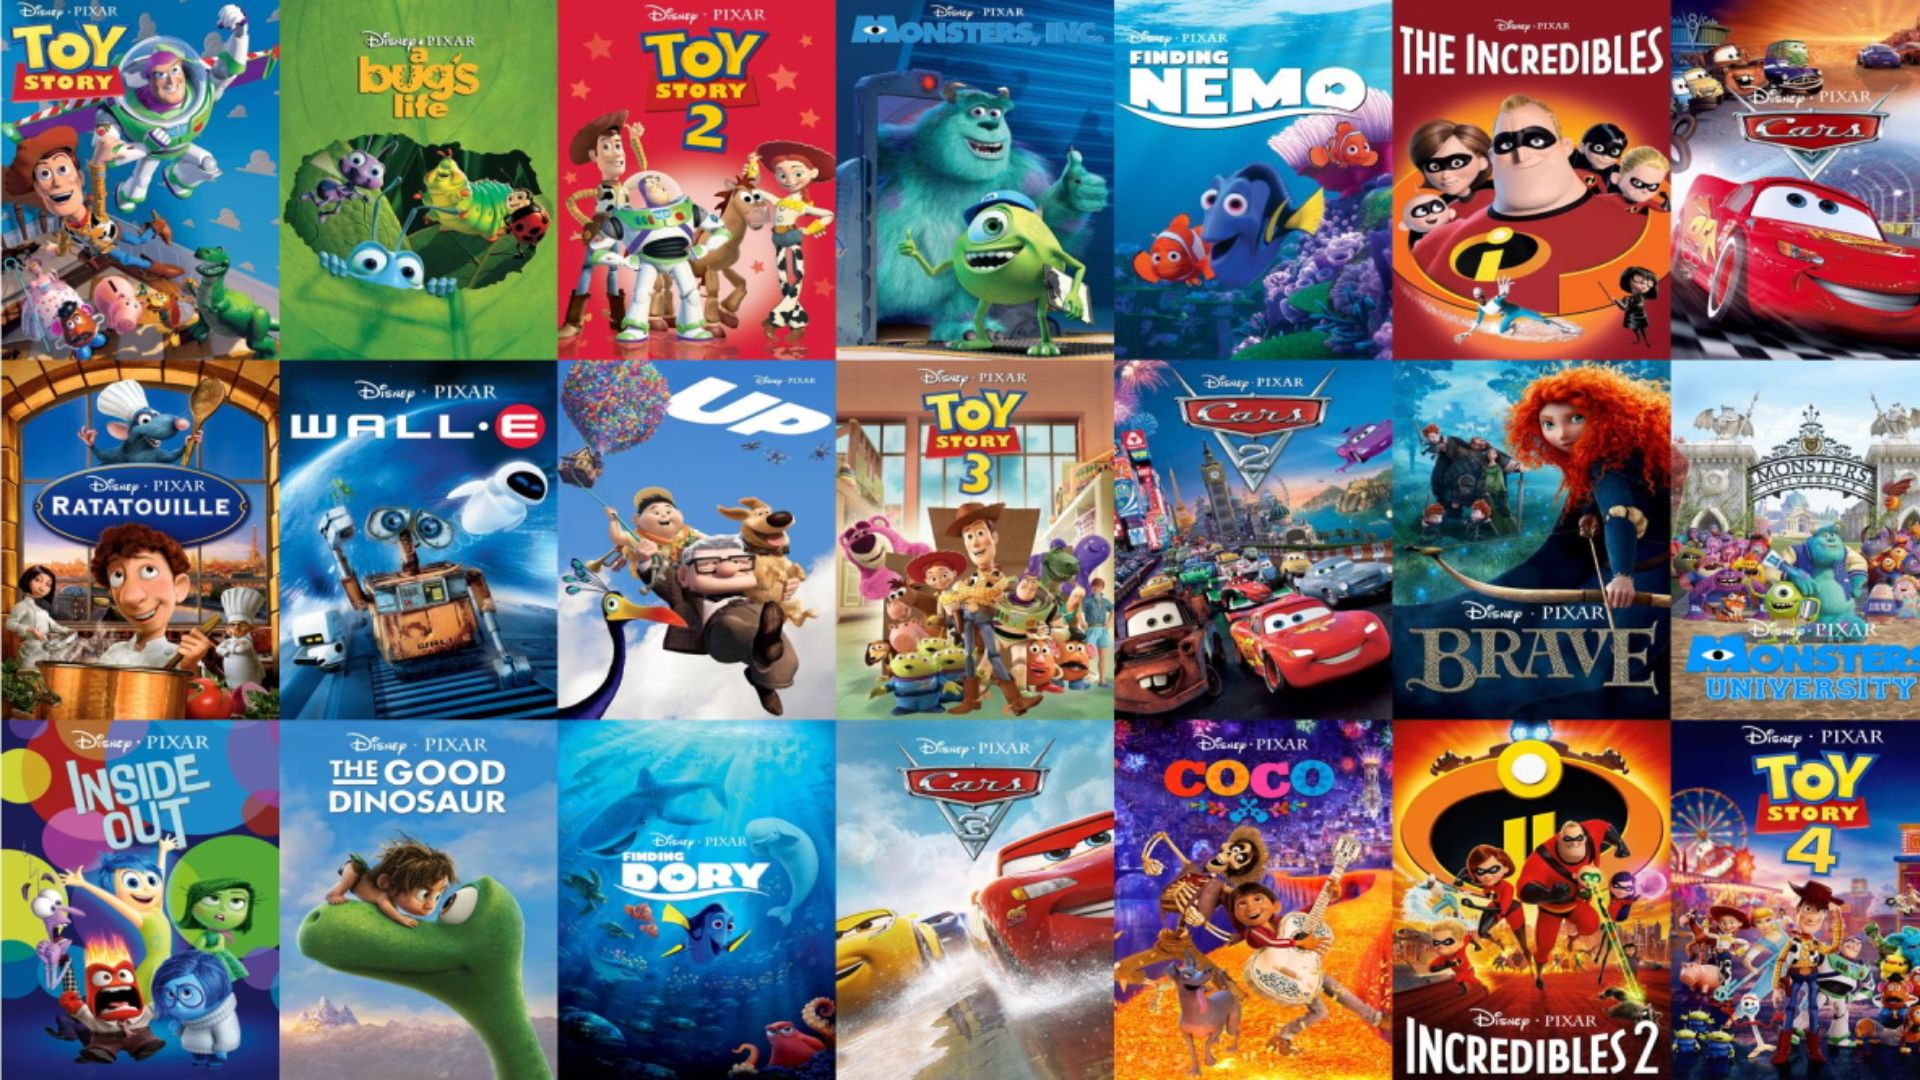 Disney · PIXAR
TOY
STORY
Disney · PIXAR
a
bug's
life
Disney · PIXAR
TOY
STORY
2
Disney · PIXAR
MONSTERS, INC.
Disney · PIXAR
FINDING
NEMO
Disney · PIXAR
THE INCREDIBLES
Disney · PIXAR
Cars
Disney · PIXAR
RATATOUILLE
Disney · PIXAR
WALL·E
WALL·E
Disney · PIXAR
UP
Disney · PIXAR
TOY
STORY
3
Disney · PIXAR
Cars
2
Disney · PIXAR
BRAVE
MONSTERS
UNIVERSITY
Disney · PIXAR
MONSTERS
UNIVERSITY
Disney · PIXAR
INSIDE
OUT
Disney · PIXAR
THE GOOD
DINOSAUR
Disney · PIXAR
FINDING
DORY
Disney · PIXAR
Cars
3
Disney · PIXAR
COCO
Disney · PIXAR
INCREDIBLES 2
Disney · PIXAR
TOY
STORY
4